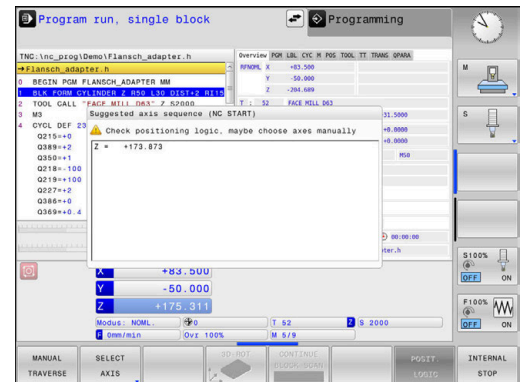 Program run, single block
Programming
TNC:\nc_prog\Demo\Flansch_adapter.h
→Flansch_adapter.h
0 BEGIN PGM FLANSCH_ADAPTER MM
1 BLK FORM CYLINDER Z R50 L30 DIST+2 RI15
2 TOOL CALL "FACE MILL D63" Z S2000
3 M3
4 CYCL DEF 23
Q215=+0
Q389=+2
Q350=+1
Q218=-100
Q219=+100
Q227=+2
Q386=+0
Q369=+0.4
Overview PGM LBL CYC M POS TOOL TT TRANS QPARA
RFNOML X +83.500
Y -50.000
Z -204.689
T : 52 FACE MILL D63
31.5000
+0.0000
+0.0000
M50
00:00:00
ter.h
Suggested axis sequence (NC START)
Check positioning logic, maybe choose axes manually
Z = +173.873
X +83.500
Y -50.000
Z +175.311
Modus: NOML. 0 T 52 Z S 2000
F 0mm/min Ovr 100% M 5/9
M
S
S100%
OFF ON
F100%
OFF ON
MANUAL TRAVERSE
SELECT AXIS
3D-ROT
CONTINUE BLOCK SCAN
POSIT. LOGIC
INTERNAL STOP